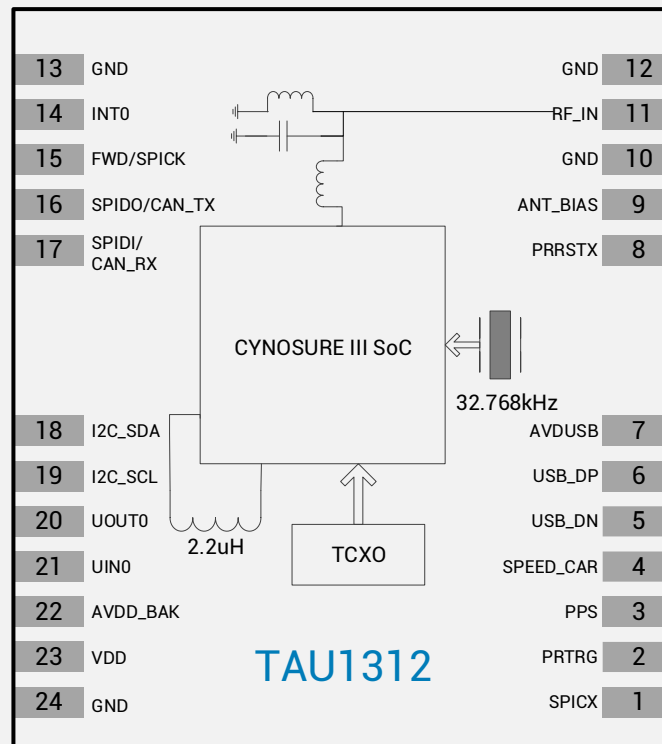 13 GND
14 INT0
15 FWD/SPICK
16 SPIDO/CAN_TX
17 SPIDI/
CAN_RX
18 I2C_SDA
19 I2C_SCL
20 UOUT0
21 UIN0
22 AVDD_BAK
23 VDD
24 GND
CYNOSURE III SoC
32.768kHz
2.2uH
TCXO
TAU1312
GND 12
RF_IN 11
GND 10
ANT_BIAS 9
PRRSTX 8
AVDUSB 7
USB_DP 6
USB_DN 5
SPEED_CAR 4
PPS 3
PRTRG 2
SPICX 1